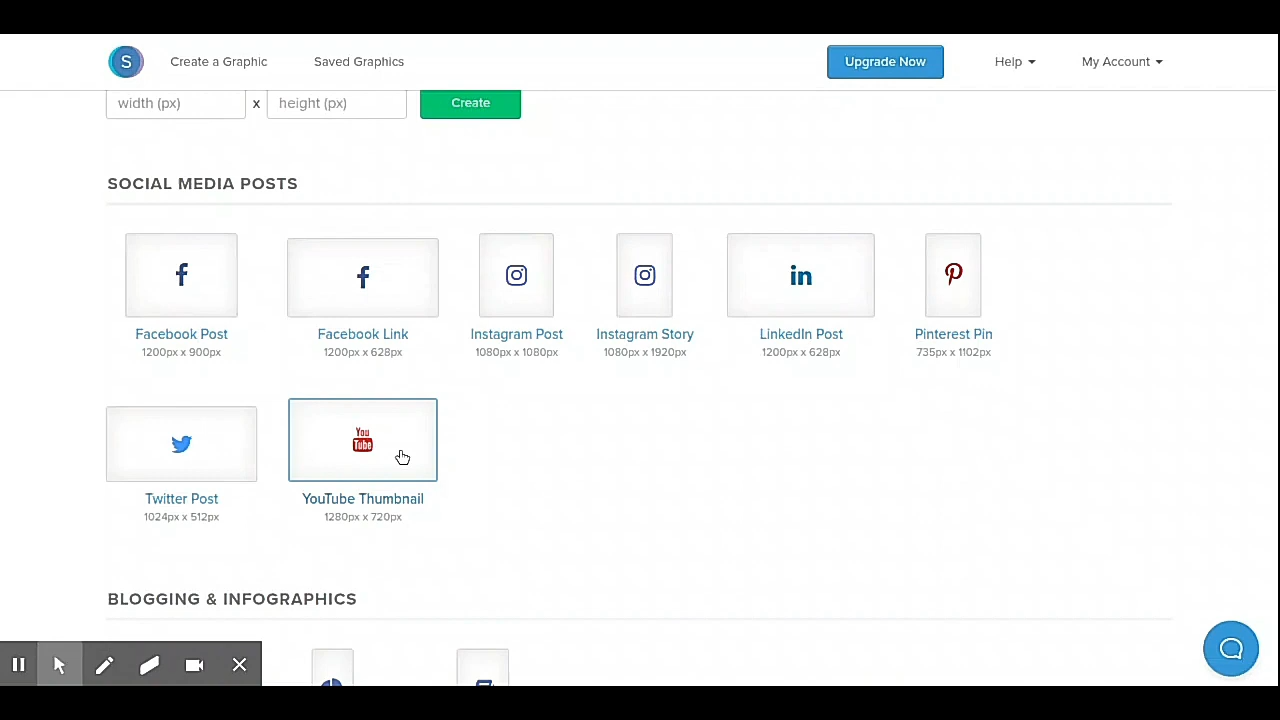 S Create a Graphic Saved Graphics Upgrade Now Help My Account
width (px) x height (px) Create
SOCIAL MEDIA POSTS
Facebook Post Facebook Link Instagram Post Instagram Story LinkedIn Post Pinterest Pin
1200px x 900px 1200px x 628px 1080px x 1080px 1080px x 1920px 1200px x 628px 735px x 1102px
You
Tube
Twitter Post YouTube Thumbnail
1024px x 512px 1280px x 720px
BLOGGING & INFOGRAPHICS